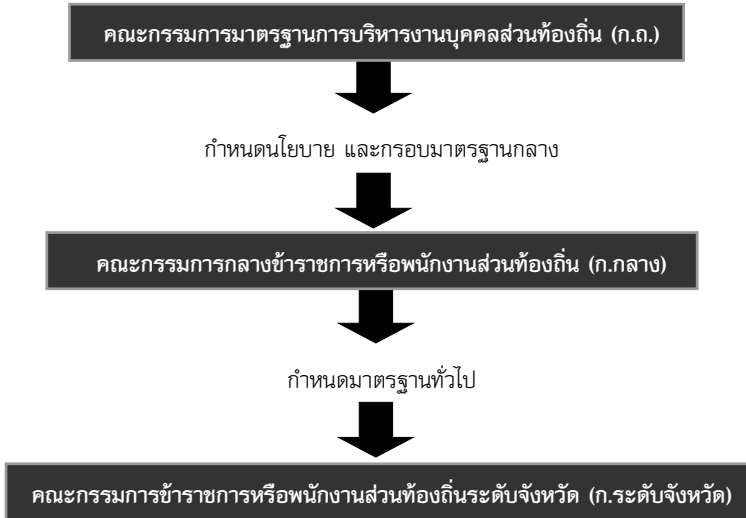 คณะกรรมการมาตรฐานการบริหารงานบุคคลส่วนท้องถิ่น (ก.ถ.)
กำหนดนโยบาย และกรอบมาตรฐานกลาง
คณะกรรมการกลางข้าราชการหรือพนักงานส่วนท้องถิ่น (ก.กลาง)
กำหนดมาตรฐานทั่วไป
คณะกรรมการข้าราชการหรือพนักงานส่วนท้องถิ่นระดับจังหวัด (ก.ระดับจังหวัด)